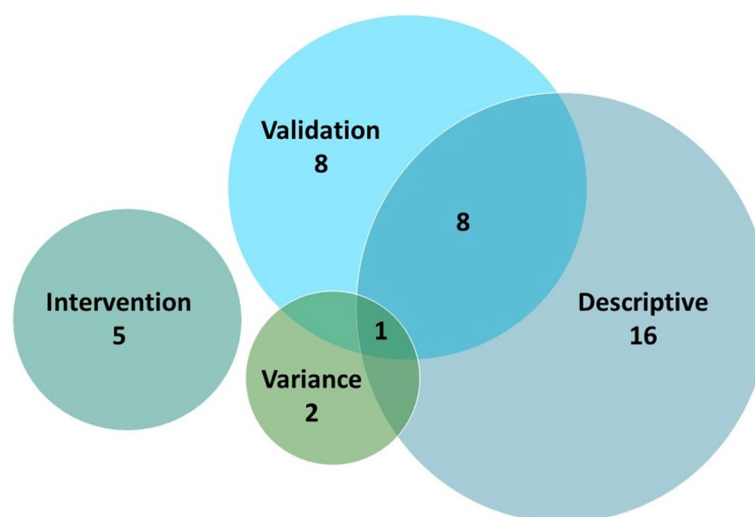 Validation
8
8
Intervention
5
Descriptive
16
1
Variance
2